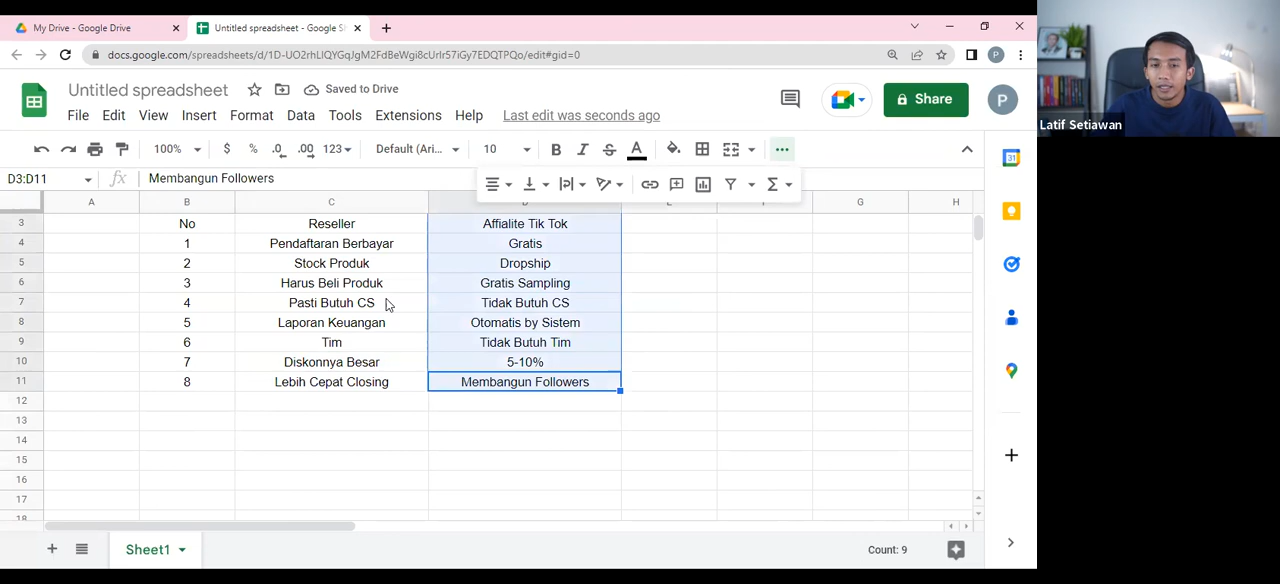 My Drive - Google Drive
Untitled spreadsheet - Google S
docs.google.com/spreadsheets/d/
Untitled spreadsheet
Saved to Drive
Share
P
File Edit View Insert Format Data Tools Extensions Help Last edit was seconds ago
100% $ % .0 .00 123 Default (Ari... 10 B I S A
D3:D11 fx Membangun Followers
A B C D E F G H
3 No Reseller Affialite Tik Tok
4 1 Pendaftaran Berbayar Gratis
5 2 Stock Produk Dropship
6 3 Harus Beli Produk Gratis Sampling
7 4 Pasti Butuh CS Tidak Butuh CS
8 5 Laporan Keuangan Otomatis by Sistem
9 6 Tim Tidak Butuh Tim
10 7 Diskonnya Besar 5-10%
11 8 Lebih Cepat Closing Membangun Followers
12
13
14
15
16
17
18
Sheet1
Count: 9
Latif Setiawan
31